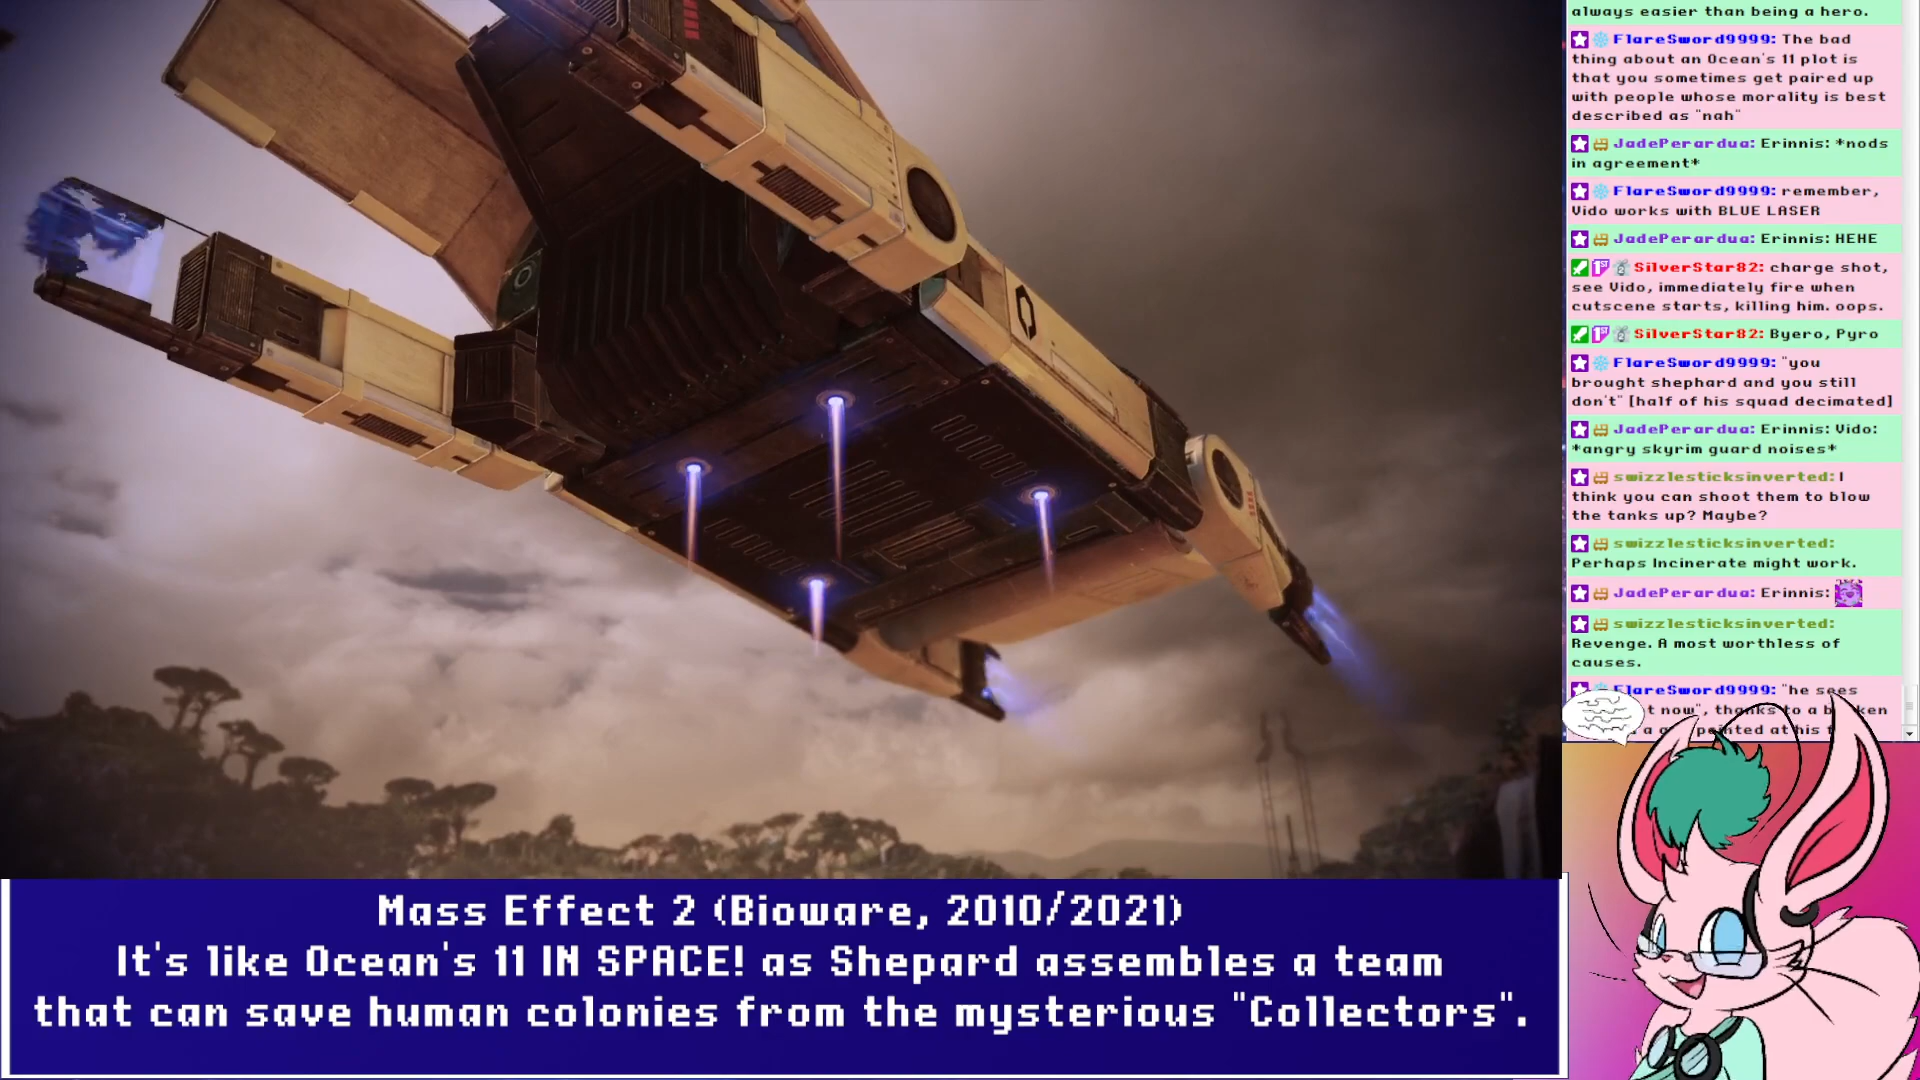 always easier than being a hero.
FlareSword9999: The bad
thing about an Ocean's 11 plot is
that you sometimes get paired up
with people whose morality is best
described as "nah"
JadePerardua: Erinnis: *nods
in agreement*
FlareSword9999: remember,
Vido works with BLUE LASER
JadePerardua: Erinnis: HEHE
1ST 2 SilverStar82: charge shot,
see Vido, immediately fire when
cutscene starts, killing him. oops.
1ST 2 SilverStar82: Byero, Pyro
FlareSword9999: "you
brought shephard and you still
don't" [half of his squad decimated]
JadePerardua: Erinnis: Vido:
*angry skyrim guard noises*
swizzlesticksinverted: I
think you can shoot them to blow
the tanks up? Maybe?
swizzlesticksinverted:
Perhaps Incinerate might work.
JadePerardua: Erinnis:
swizzlesticksinverted:
Revenge. A most worthless of
causes.
FlareSword9999: "he sees
now", thanks to a
a
Mass Effect 2 (Bioware, 2010/2021)
It's like Ocean's 11 IN SPACE! as Shepard assembles a team
that can save human colonies from the mysterious "Collectors".